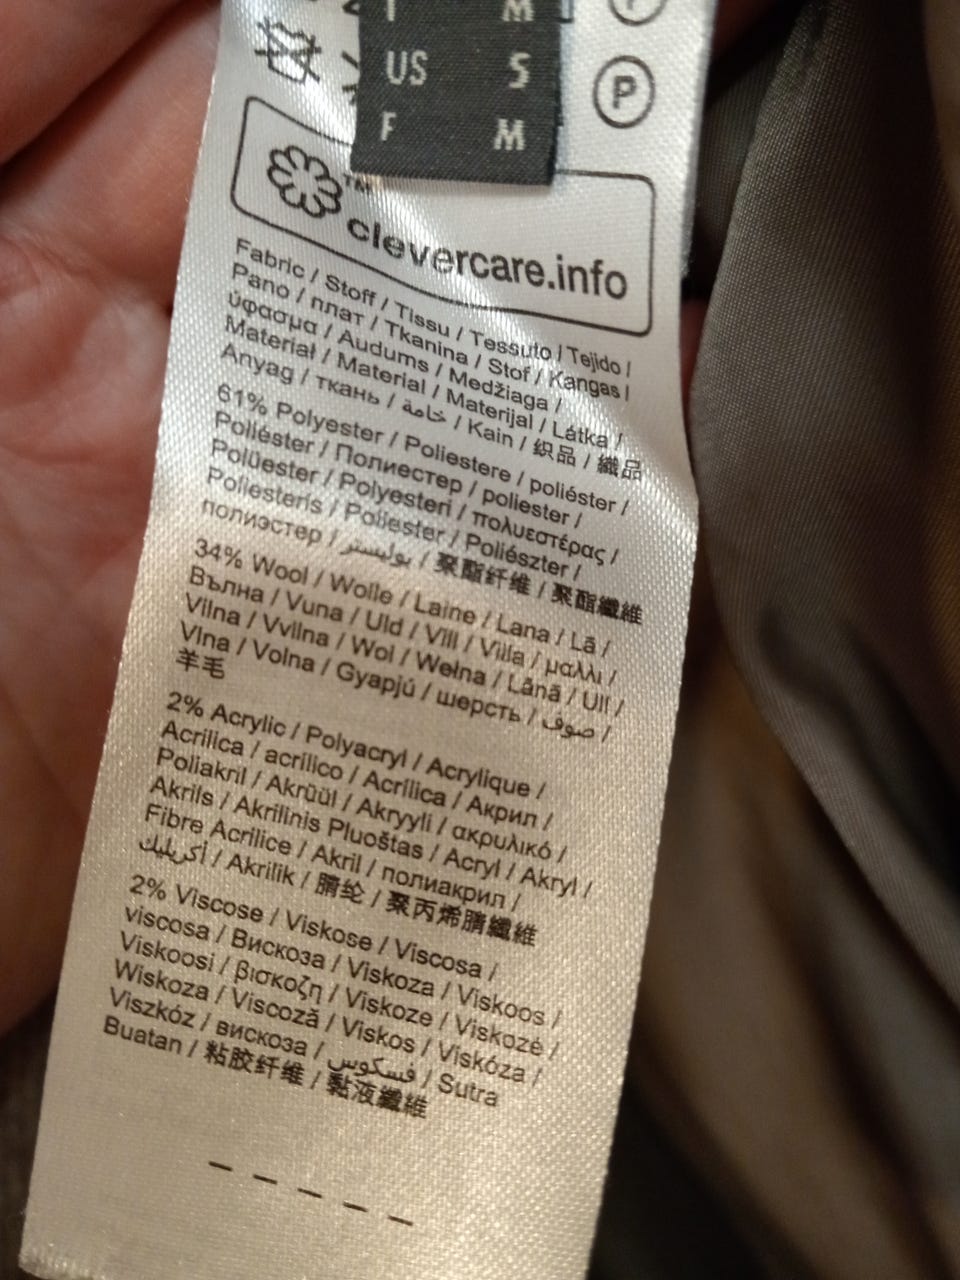 I M
US S
F M
P
™
clevercare.info
Fabric / Stoff / Tissu / Tessuto / Tejido /
Pano / плат / Tkanina / Stof / Kangas /
ύφασμα / Audums / Medžiaga /
Materiał / Material / Materijal / Látka /
Anyag / ткань / خامة / Kain / 织品 / 織品
61% Polyester / Poliestere / poliéster /
Poliéster / Полиестер / poliester /
Polüester / Polyesteri / πολυεστέρας /
Poliesteris / Poliester / Poliészter /
полиэстер / بوليستر / 聚酯纤维 / 聚酯纖維
34% Wool / Wolle / Laine / Lana / Lã /
Вълна / Vuna / Uld / Vill / Villa / μαλλι /
Vilna / Vvilna / Wol / Wełna / Lână / Ull /
Vlna / Volna / Gyapjú / шерсть / صوف /
羊毛
2% Acrylic / Polyacryl / Acrylique /
Acrilica / acrílico / Acrílica / Акрил /
Poliakril / Akrüül / Akryyli / ακρυλικό /
Akrils / Akrilinis Pluoštas / Acryl / Akryl /
Fibre Acrilice / Akril / полиакрил /
أكريليك / Akrilik / 腈纶 / 聚丙烯腈纖維
2% Viscose / Viskose / Viscosa /
viscosa / Вискоза / Viskoza / Viskoos /
Viskoosi / βισκοζη / Viskoze / Viskozė /
Wiskoza / Viscoză / Viskos / Viskóza /
Viszkóz / вискоза / فسكوس / Sutra
Buatan / 粘胶纤维 / 黏液纖維
– – – – –